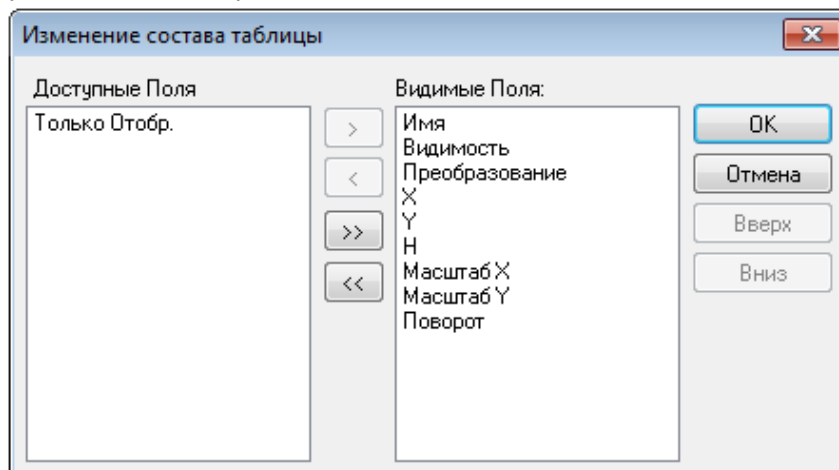 Изменение состава таблицы
Доступные Поля
Только Отобр.
>
<
>>
<<
Видимые Поля:
Имя
Видимость
Преобразование
X
Y
H
Масштаб X
Масштаб Y
Поворот
OK
Отмена
Вверх
Вниз